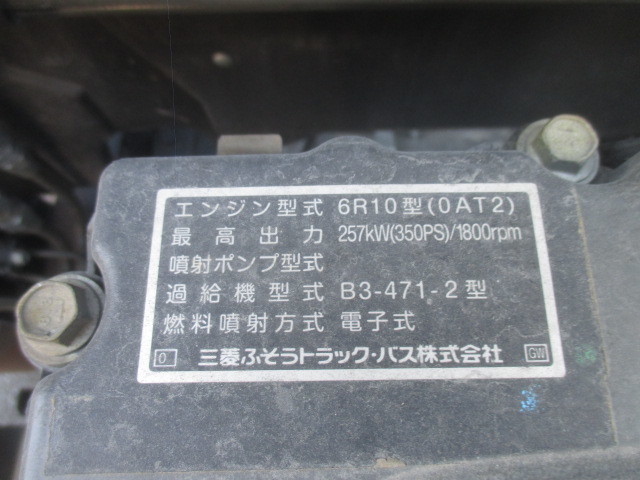 エンジン型式 6R10型(0AT2)
最高出力 257kW(350PS)/1800rpm
噴射ポンプ型式
過給機型式 B3-471-2型
燃料噴射方式 電子式
0 三菱ふそうトラック・バス株式会社 GW